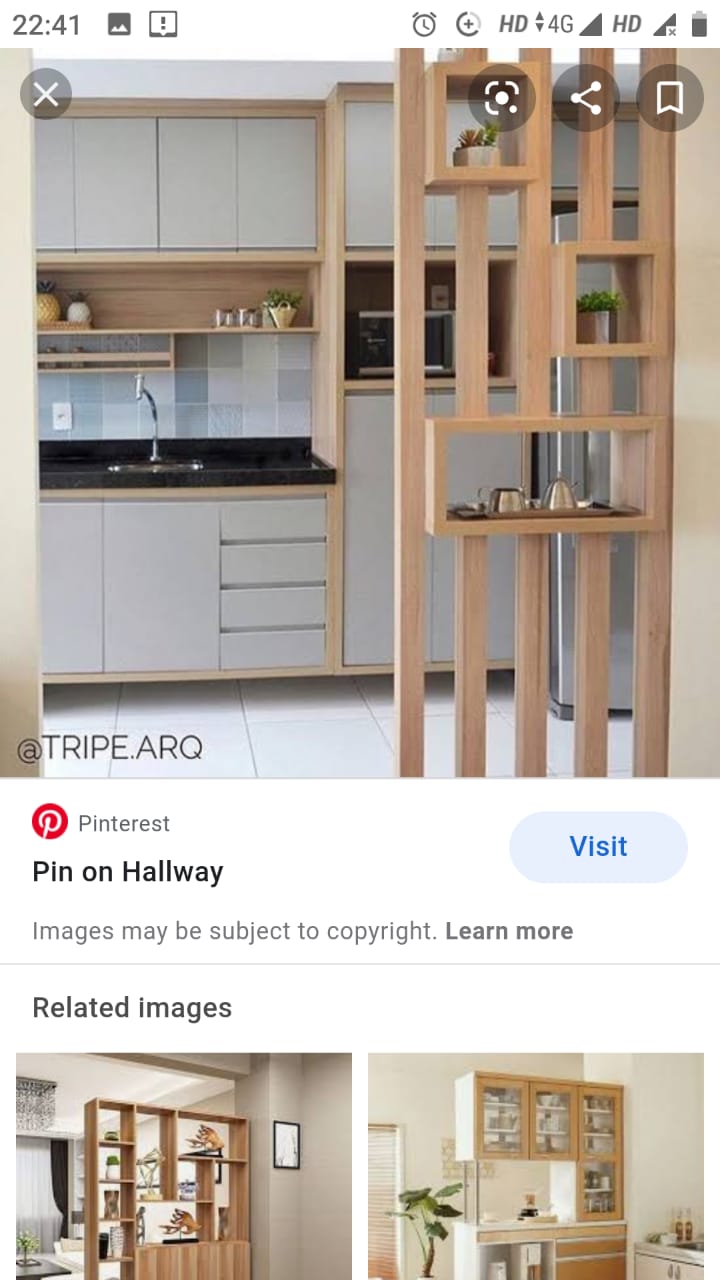 22:41
HD 4G HD
@TRIPE.ARQ
Pinterest
Visit
Pin on Hallway
Images may be subject to copyright. Learn more
Related images